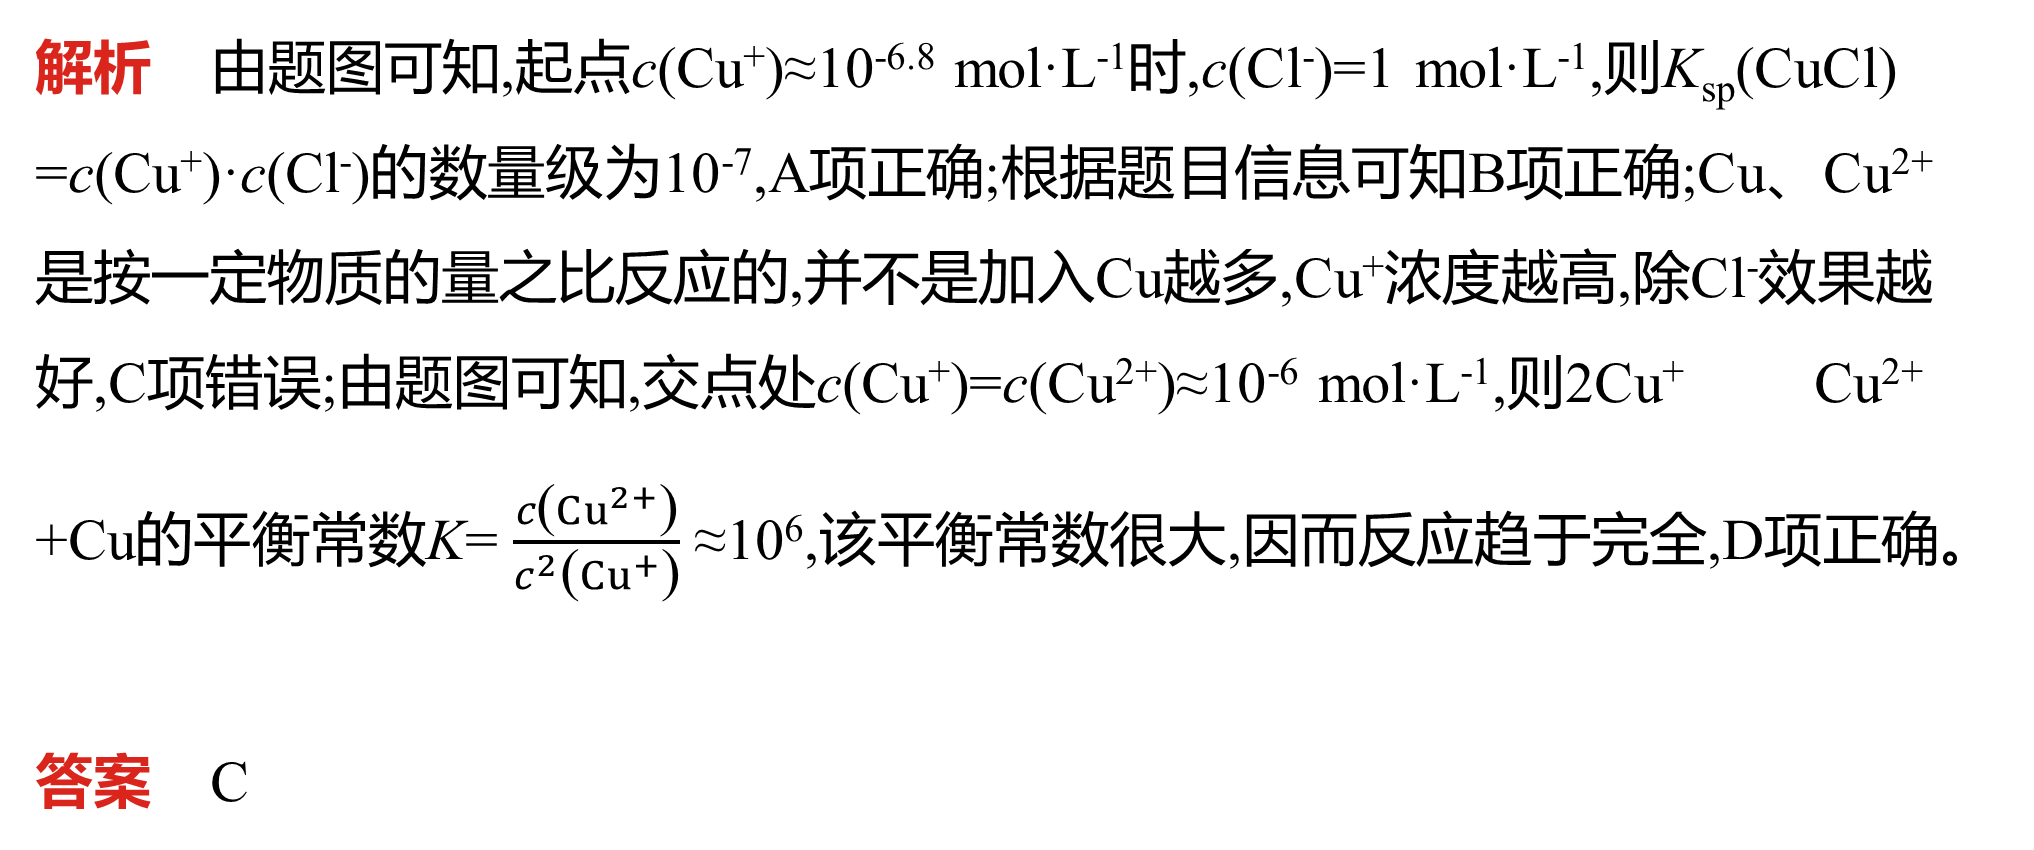 解析　由题图可知,起点c(Cu⁺)≈10⁻⁶·⁸ mol·L⁻¹时,c(Cl⁻)=1 mol·L⁻¹,则Kₛₚ(CuCl)
=c(Cu⁺)·c(Cl⁻)的数量级为10⁻⁷,A项正确;根据题目信息可知B项正确;Cu、Cu²⁺
是按一定物质的量之比反应的,并不是加入Cu越多,Cu⁺浓度越高,除Cl⁻效果越
好,C项错误;由题图可知,交点处c(Cu⁺)=c(Cu²⁺)≈10⁻⁶ mol·L⁻¹,则2Cu⁺　　Cu²⁺
+Cu的平衡常数K=c(Cu²⁺)/c²(Cu⁺)≈10⁶,该平衡常数很大,因而反应趋于完全,D项正确。
答案　C